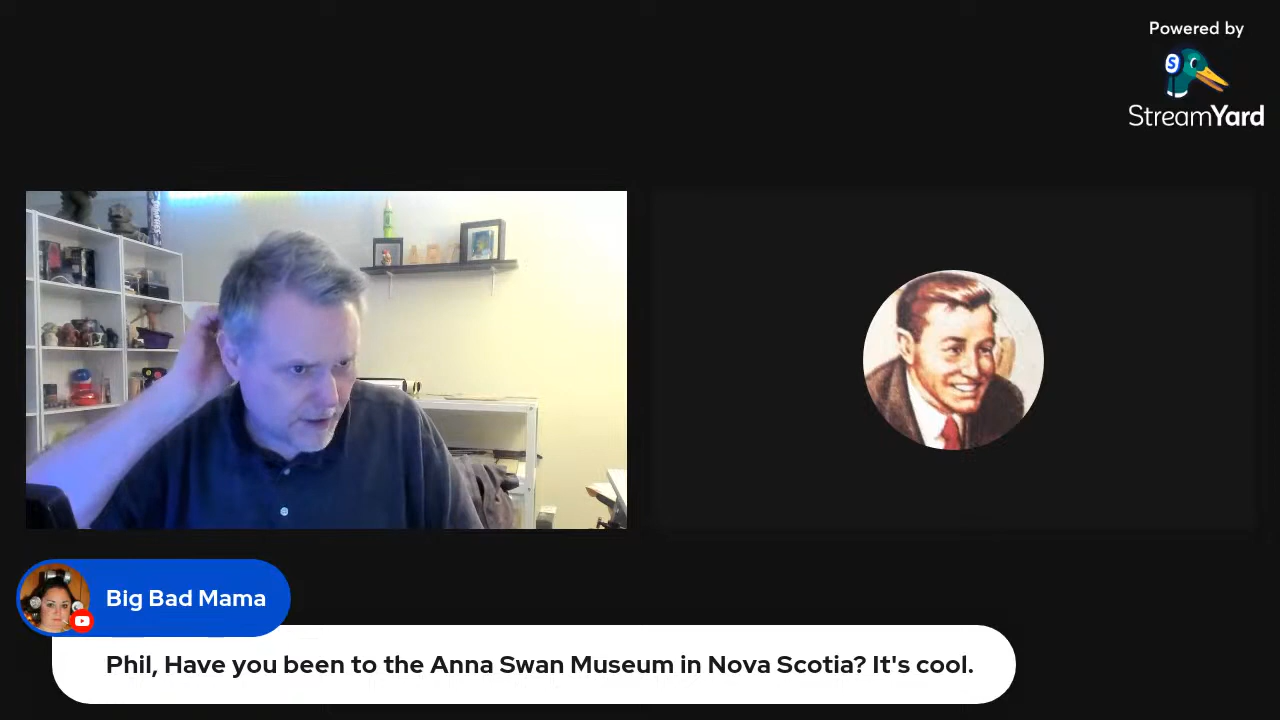 Powered by
S
StreamYard
Big Bad Mama
Phil, Have you been to the Anna Swan Museum in Nova Scotia? It's cool.